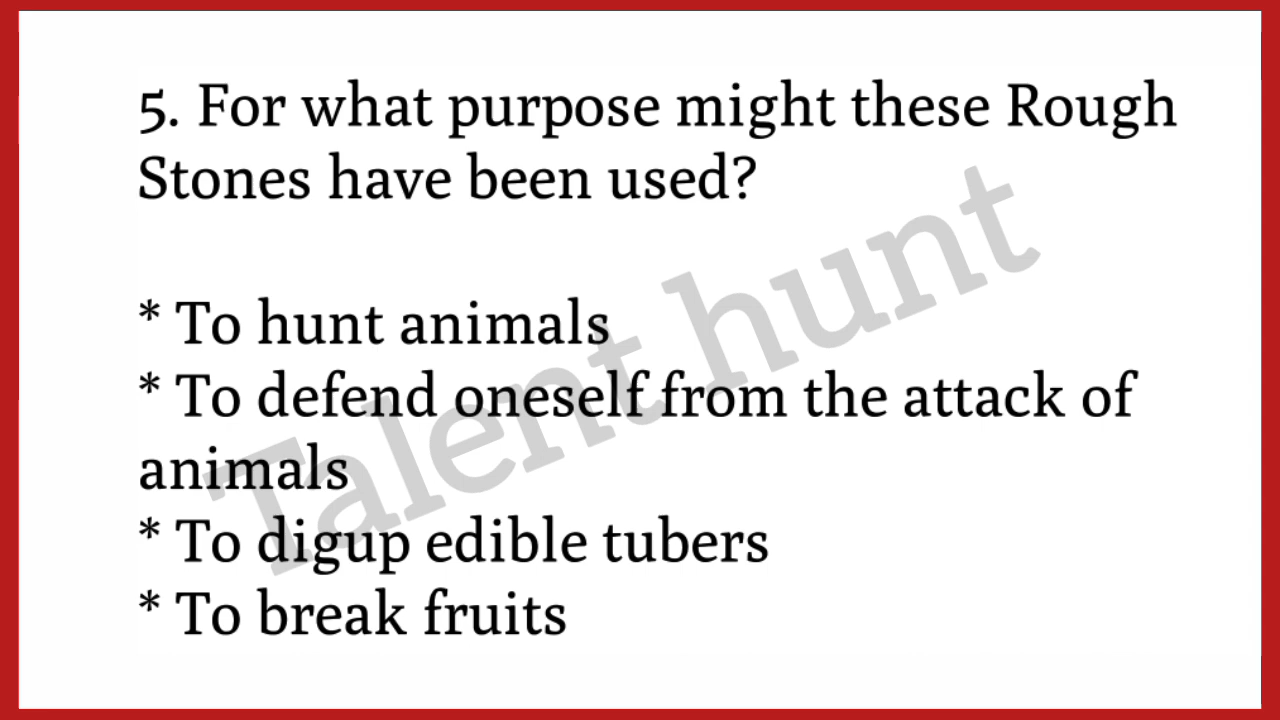 5. For what purpose might these Rough
Stones have been used?
* To hunt animals
* To defend oneself from the attack of
animals
* To digup edible tubers
* To break fruits
Talent hunt